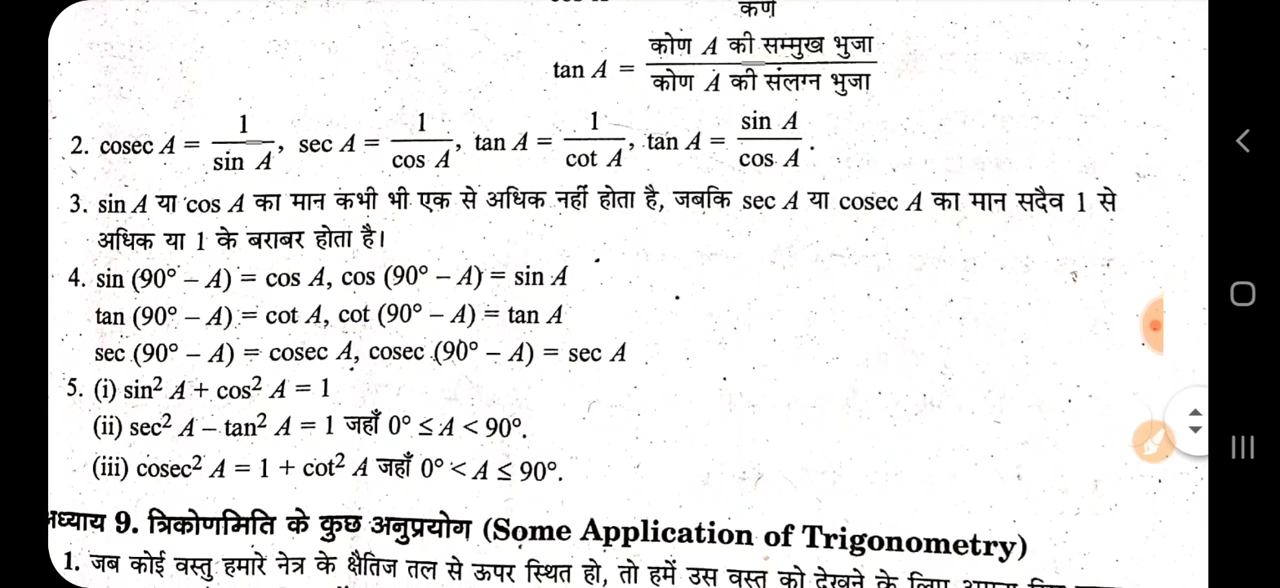 कर्ण
tan A = कोण A की सम्मुख भुजा / कोण A की संलग्न भुजा
2. cosec A = 1 / sin A, sec A = 1 / cos A, tan A = 1 / cot A, tan A = sin A / cos A.
3. sin A या cos A का मान कभी भी एक से अधिक नहीं होता है, जबकि sec A या cosec A का मान सदैव 1 से
अधिक या 1 के बराबर होता है।
4. sin (90° – A) = cos A, cos (90° – A) = sin A
tan (90° – A) = cot A, cot (90° – A) = tan A
sec (90° – A) = cosec A, cosec (90° – A) = sec A
5. (i) sin² A + cos² A = 1
(ii) sec² A – tan² A = 1 जहाँ 0° ≤ A < 90°.
(iii) cosec² A = 1 + cot² A जहाँ 0° < A ≤ 90°.
अध्याय 9. त्रिकोणमिति के कुछ अनुप्रयोग (Some Application of Trigonometry)
1. जब कोई वस्तु हमारे नेत्र के क्षैतिज तल से ऊपर स्थित हो, तो हमें उस वस्तु को देखने के लिए